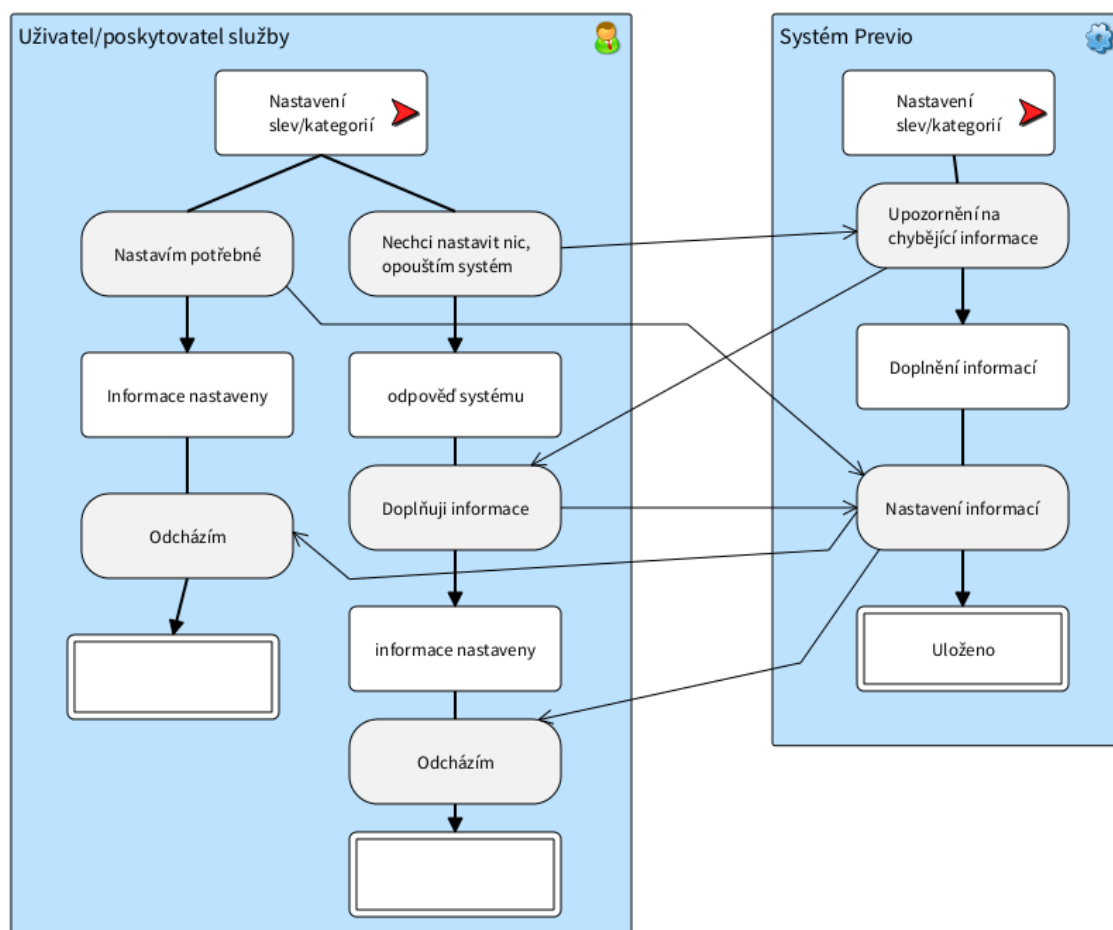 Uživatel/poskytovatel služby
Nastavení
slev/kategorií
Nastavím potřebné
Nechci nastavit nic,
opouštím systém
Informace nastaveny
odpověď systému
Odcházím
Doplňuji informace
informace nastaveny
Odcházím
Systém Previo
Nastavení
slev/kategorií
Upozornění na
chybějící informace
Doplnění informací
Nastavení informací
Uloženo